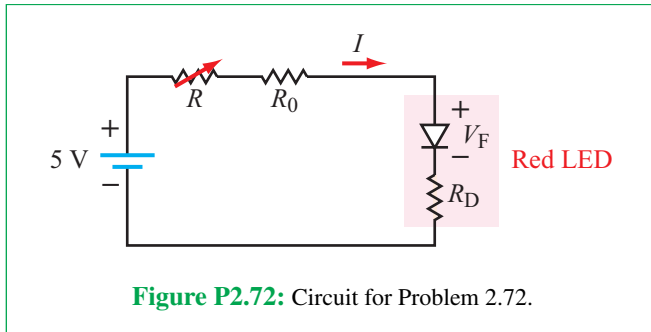 I
R
R0
+
5 V
−
+
VF
−
Red LED
RD
Figure P2.72: Circuit for Problem 2.72.